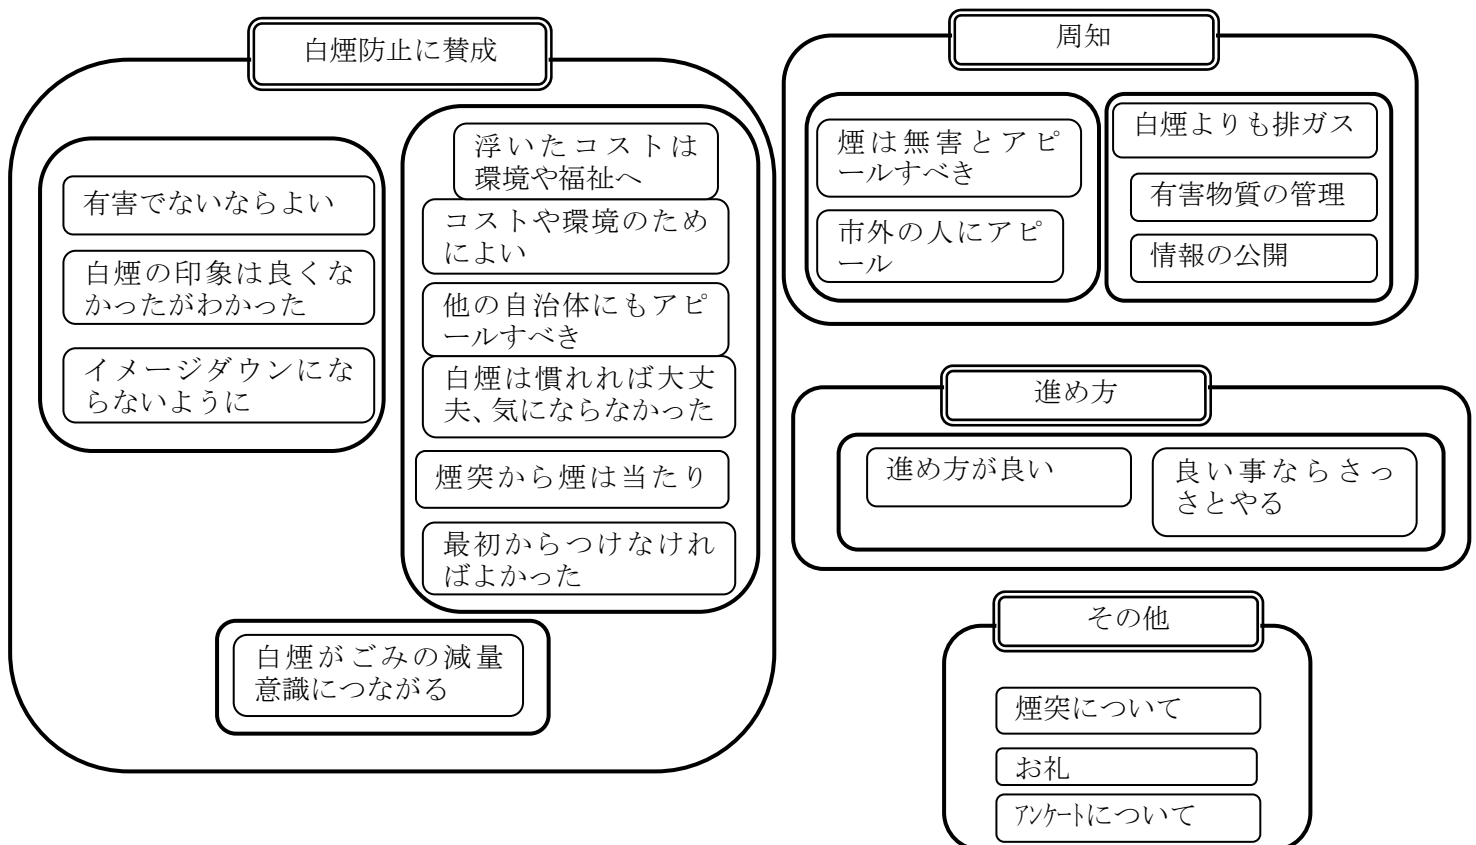 白煙防止に賛成
有害でないならよい
白煙の印象は良くな
かったがわかった
イメージダウンにな
らないように
浮いたコストは
環境や福祉へ
コストや環境のため
によい
他の自治体にもアピ
ールすべき
白煙は慣れれば大丈
夫、気にならなかった
煙突から煙は当たり
最初からつけなけれ
ばよかった
白煙がごみの減量
意識につながる
周知
煙は無害とアピ
ールすべき
市外の人にアピ
ール
白煙よりも排ガス
有害物質の管理
情報の公開
進め方
進め方が良い
良い事ならさっ
さとやる
その他
煙突について
お礼
アンケートについて